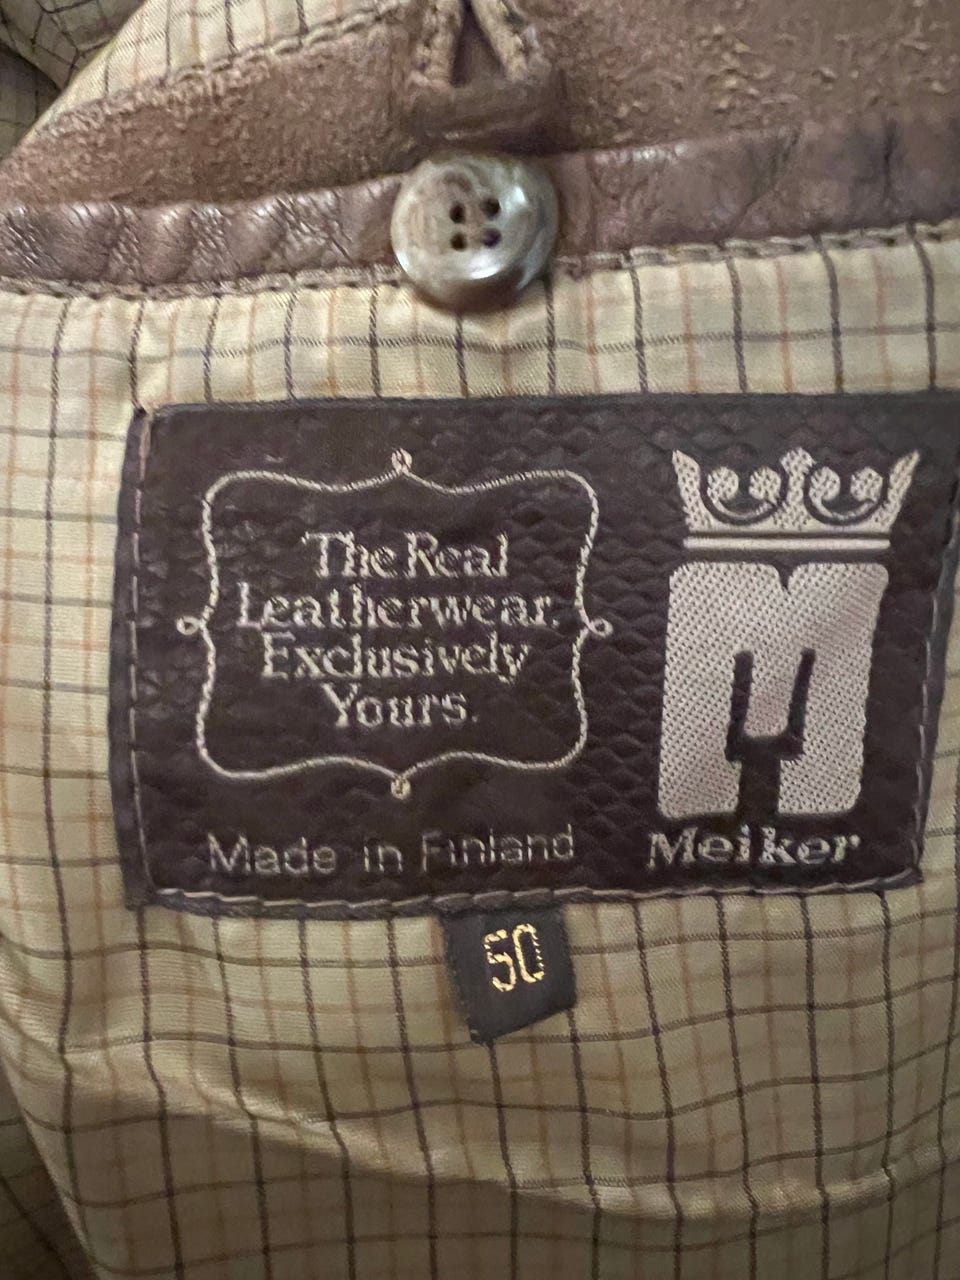 The Real
Leatherwear.
Exclusively
Yours.
Made in Finland
M
Meiker
50